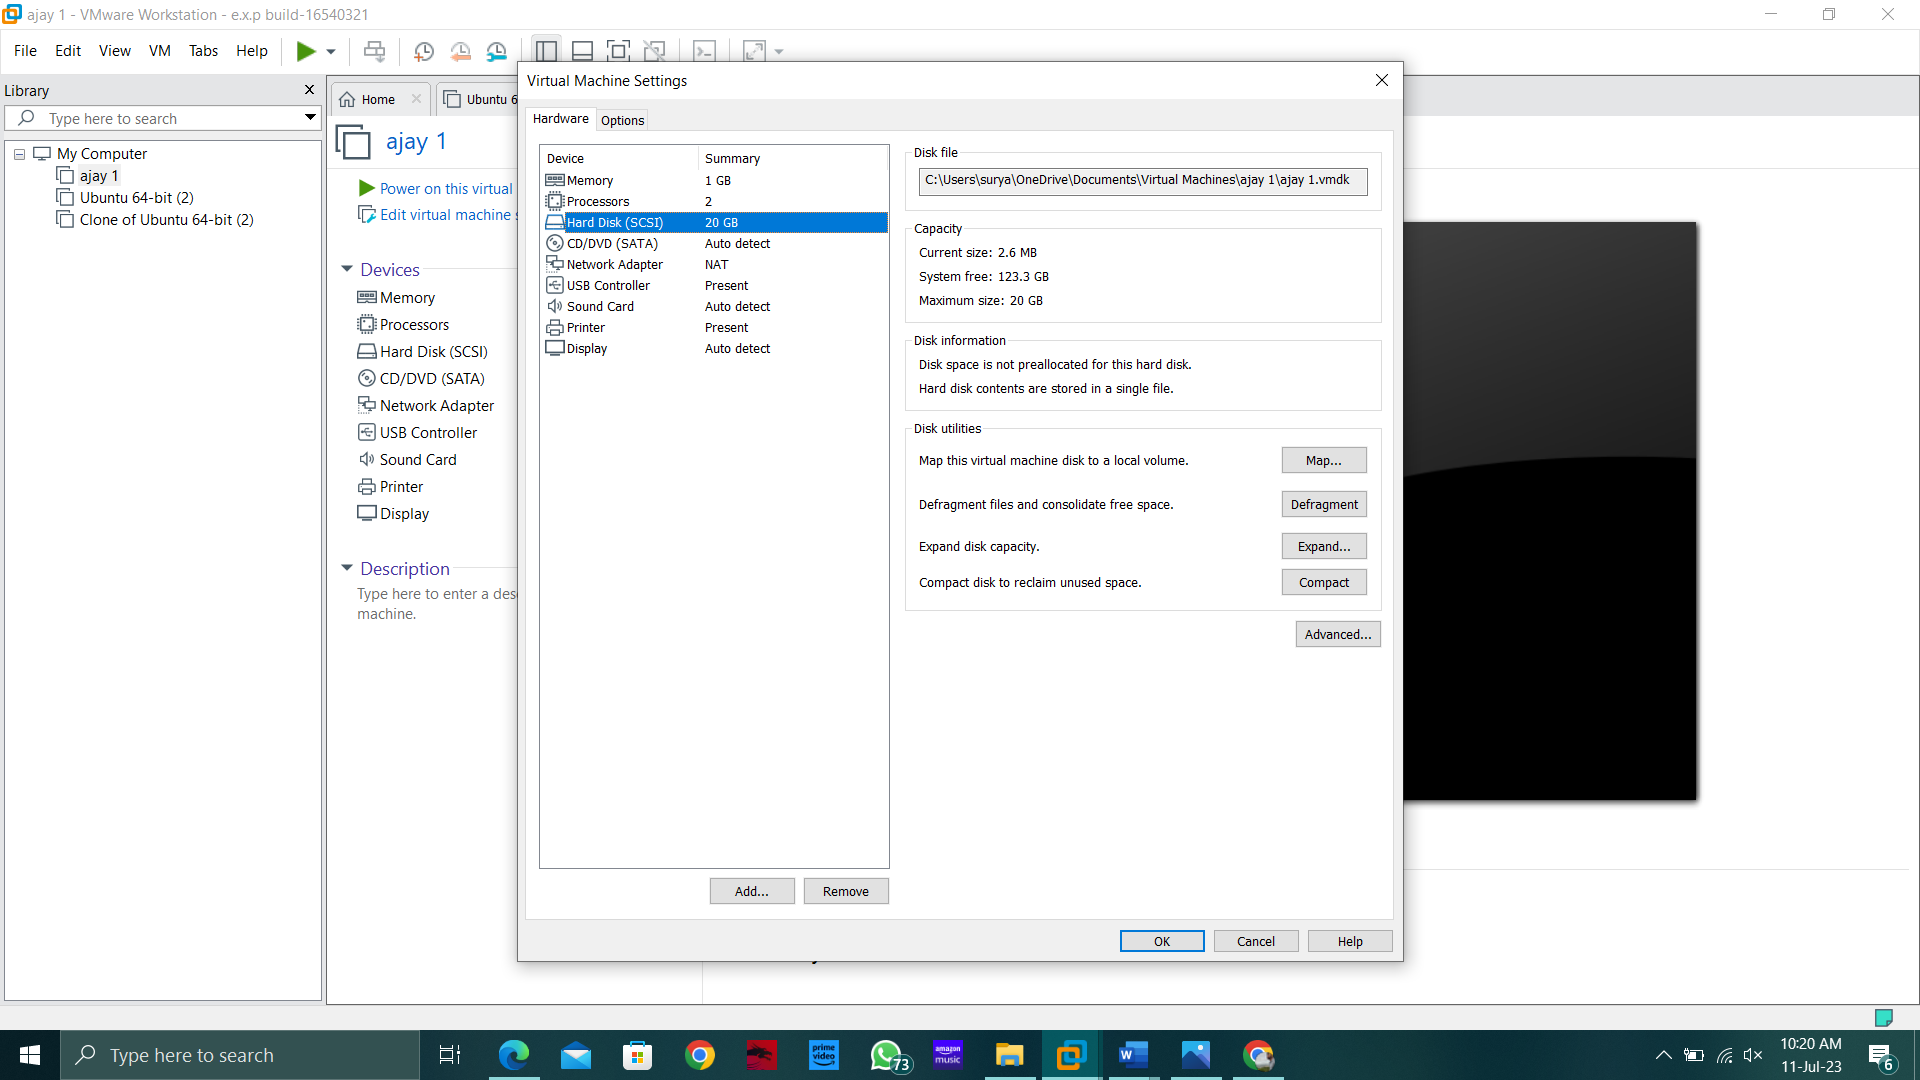 ajay 1 - VMware Workstation - e.x.p build-16540321
File Edit View VM Tabs Help
Library
Type here to search
My Computer
ajay 1
Ubuntu 64-bit (2)
Clone of Ubuntu 64-bit (2)
Home
Ubuntu 6
ajay 1
Power on this virtual
Edit virtual machine s
Devices
Memory
Processors
Hard Disk (SCSI)
CD/DVD (SATA)
Network Adapter
USB Controller
Sound Card
Printer
Display
Description
Type here to enter a des
machine.
Virtual Machine Settings
Hardware Options
Device Summary
Memory 1 GB
Processors 2
Hard Disk (SCSI) 20 GB
CD/DVD (SATA) Auto detect
Network Adapter NAT
USB Controller Present
Sound Card Auto detect
Printer Present
Display Auto detect
Add... Remove
Disk file
C:\Users\surya\OneDrive\Documents\Virtual Machines\ajay 1\ajay 1.vmdk
Capacity
Current size: 2.6 MB
System free: 123.3 GB
Maximum size: 20 GB
Disk information
Disk space is not preallocated for this hard disk.
Hard disk contents are stored in a single file.
Disk utilities
Map this virtual machine disk to a local volume. Map...
Defragment files and consolidate free space. Defragment
Expand disk capacity. Expand...
Compact disk to reclaim unused space. Compact
Advanced...
OK Cancel Help
Type here to search
prime video
73
amazon music
W
10:20 AM
11-Jul-23
6